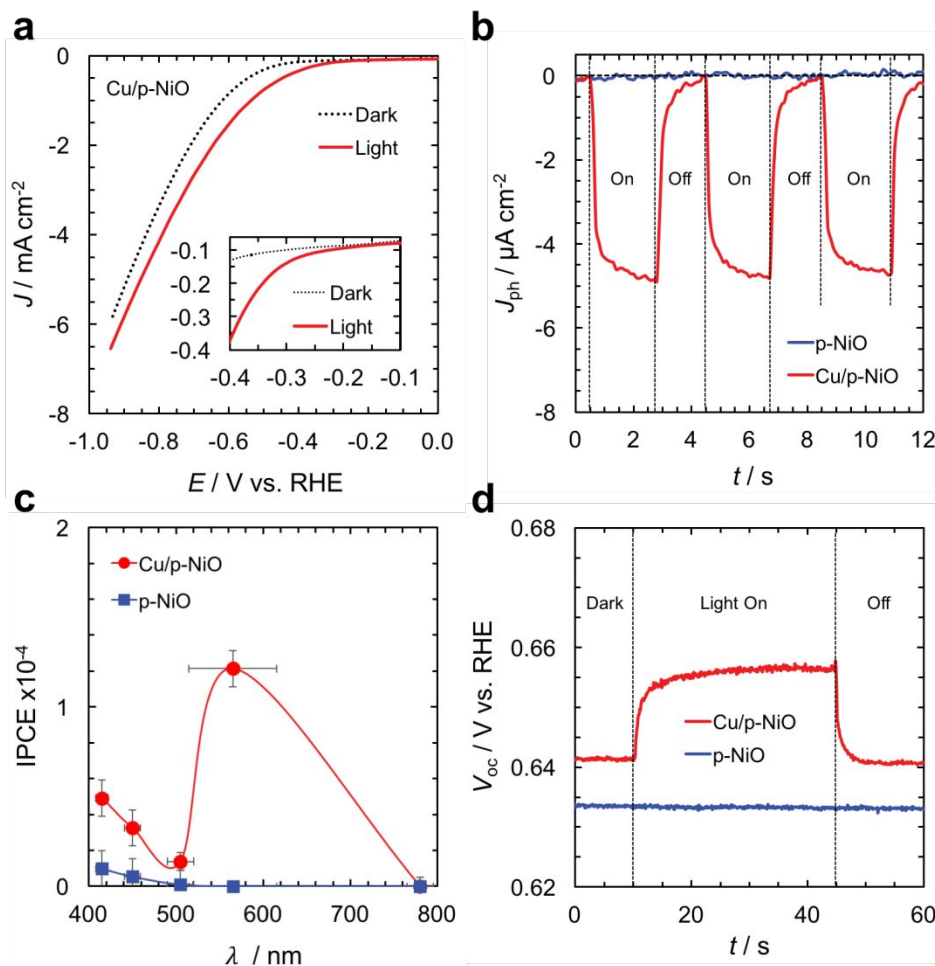 a
Cu/p-NiO
Dark
Light
J / mA cm-2
0
-2
-4
-6
-8
-1.0 -0.8 -0.6 -0.4 -0.2 0.0
E / V vs. RHE
-0.1
-0.2
-0.3
-0.4
Dark
Light
-0.4 -0.3 -0.2 -0.1
b
Jph / μA cm-2
0
-2
-4
-6
-8
On Off On Off On
p-NiO
Cu/p-NiO
0 2 4 6 8 10 12
t / s
c
IPCE x10-4
2
1
0
Cu/p-NiO
p-NiO
400 500 600 700 800
λ / nm
d
Voc / V vs. RHE
0.68
0.66
0.64
0.62
Dark Light On Off
Cu/p-NiO
p-NiO
0 20 40 60
t / s